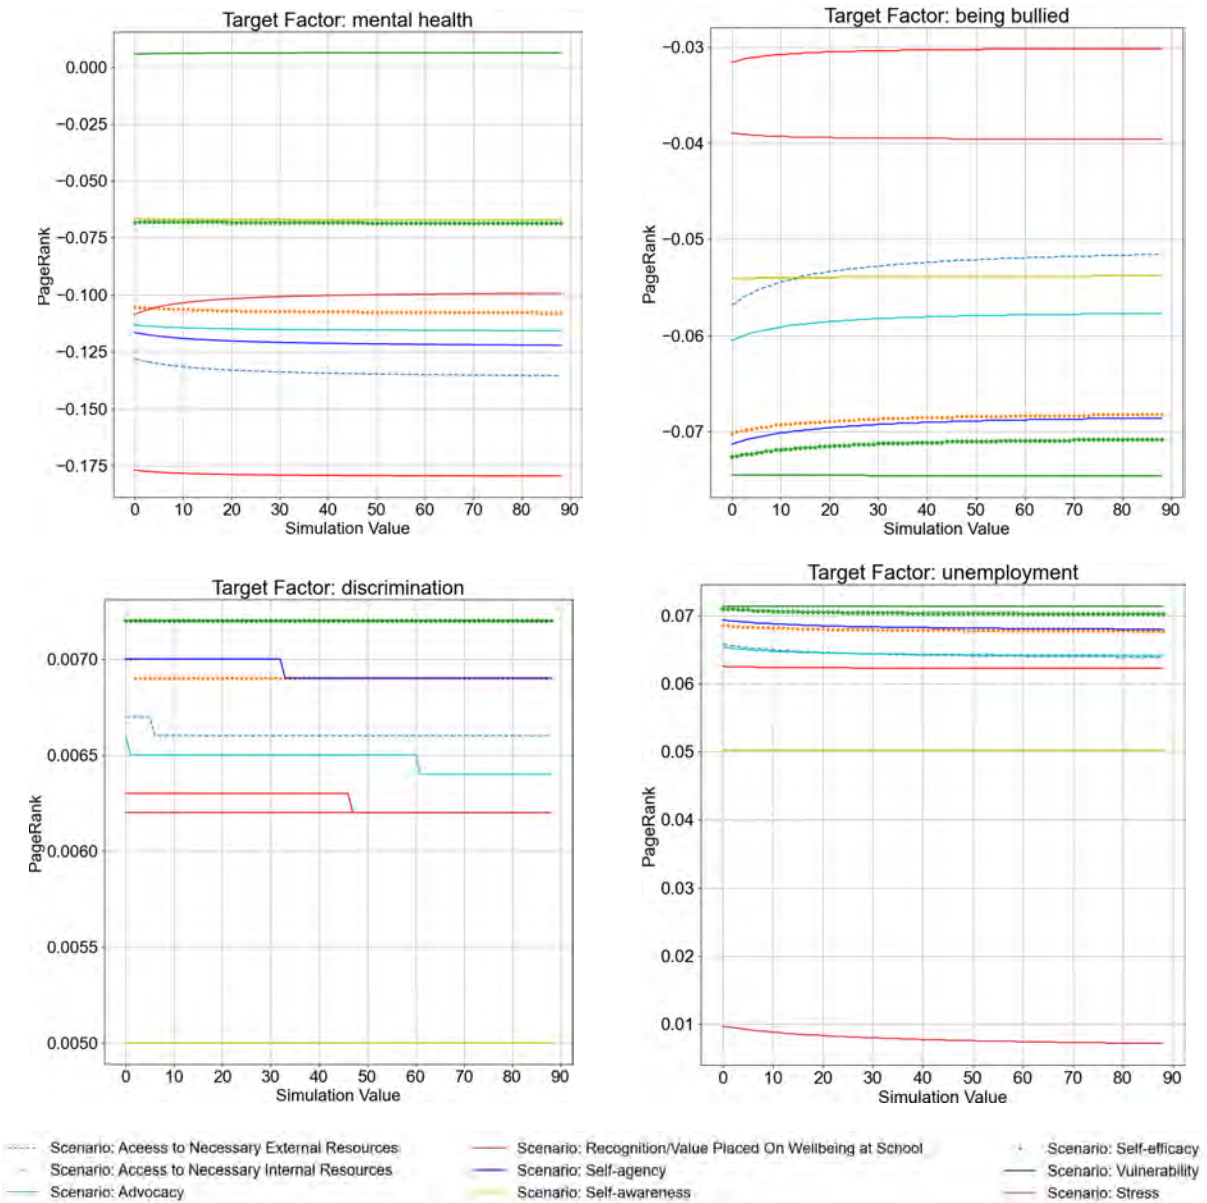 Target Factor: mental health
0.000
−0.025
−0.050
−0.075
−0.100
−0.125
−0.150
−0.175
PageRank
0 10 20 30 40 50 60 70 80 90
Simulation Value
Target Factor: being bullied
−0.03
−0.04
−0.05
−0.06
−0.07
PageRank
0 10 20 30 40 50 60 70 80 90
Simulation Value
Target Factor: discrimination
0.0070
0.0065
0.0060
0.0055
0.0050
PageRank
0 10 20 30 40 50 60 70 80 90
Simulation Value
Target Factor: unemployment
0.07
0.06
0.05
0.04
0.03
0.02
0.01
PageRank
0 10 20 30 40 50 60 70 80 90
Simulation Value
Scenario: Access to Necessary External Resources
Scenario: Access to Necessary Internal Resources
Scenario: Advocacy
Scenario: Recognition/Value Placed On Wellbeing at School
Scenario: Self-agency
Scenario: Self-awareness
Scenario: Self-efficacy
Scenario: Vulnerability
Scenario: Stress